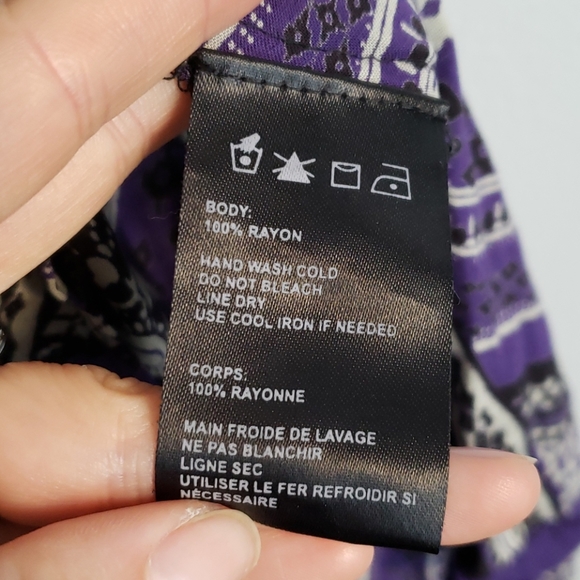 BODY:
100% RAYON
HAND WASH COLD
DO NOT BLEACH
LINE DRY
USE COOL IRON IF NEEDED
CORPS:
100% RAYONNE
MAIN FROIDE DE LAVAGE
NE PAS BLANCHIR
LIGNE SEC
UTILISER LE FER REFROIDIR SI
NÉCESSAIRE